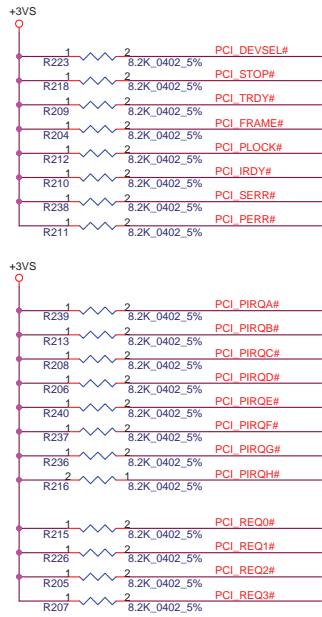 +3VS
1 2 PCI_DEVSEL#
R223 8.2K_0402_5%
1 2 PCI_STOP#
R218 8.2K_0402_5%
1 2 PCI_TRDY#
R209 8.2K_0402_5%
1 2 PCI_FRAME#
R204 8.2K_0402_5%
1 2 PCI_PLOCK#
R212 8.2K_0402_5%
1 2 PCI_IRDY#
R210 8.2K_0402_5%
1 2 PCI_SERR#
R238 8.2K_0402_5%
1 2 PCI_PERR#
R211 8.2K_0402_5%
+3VS
1 2 PCI_PIRQA#
R239 8.2K_0402_5%
1 2 PCI_PIRQB#
R213 8.2K_0402_5%
1 2 PCI_PIRQC#
R208 8.2K_0402_5%
1 2 PCI_PIRQD#
R206 8.2K_0402_5%
1 2 PCI_PIRQE#
R240 8.2K_0402_5%
1 2 PCI_PIRQF#
R237 8.2K_0402_5%
1 2 PCI_PIRQG#
R236 8.2K_0402_5%
2 1 PCI_PIRQH#
R216 8.2K_0402_5%
1 2 PCI_REQ0#
R215 8.2K_0402_5%
1 2 PCI_REQ1#
R226 8.2K_0402_5%
1 2 PCI_REQ2#
R205 8.2K_0402_5%
1 2 PCI_REQ3#
R207 8.2K_0402_5%